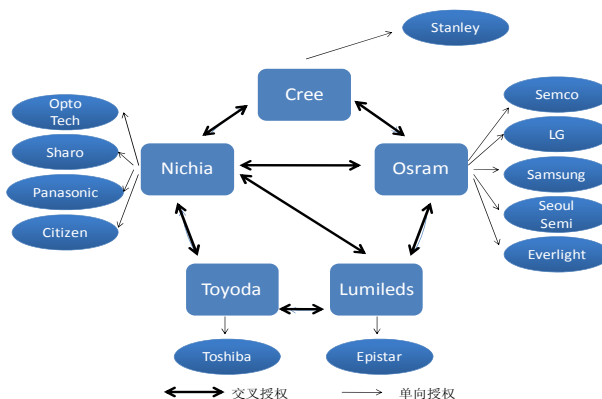 Stanley
Cree
Opto
Tech
Semco
Sharo
LG
Nichia
Osram
Samsung
Panasonic
Seoul
Semi
Citizen
Everlight
Toyoda
Lumileds
Toshiba
Epistar
交叉授权
单向授权